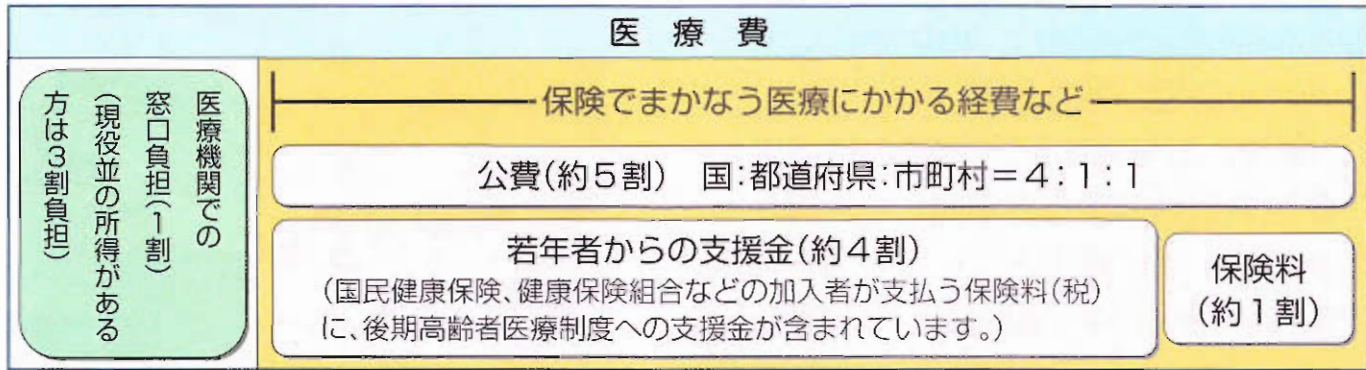 医療費
医療機関での
窓口負担(1割)
(現役並の所得がある
方は3割負担)
保険でまかなう医療にかかる経費など
公費(約5割) 国:都道府県:市町村=4:1:1
若年者からの支援金(約4割)
(国民健康保険、健康保険組合などの加入者が支払う保険料(税)
に、後期高齢者医療制度への支援金が含まれています。)
保険料
(約1割)